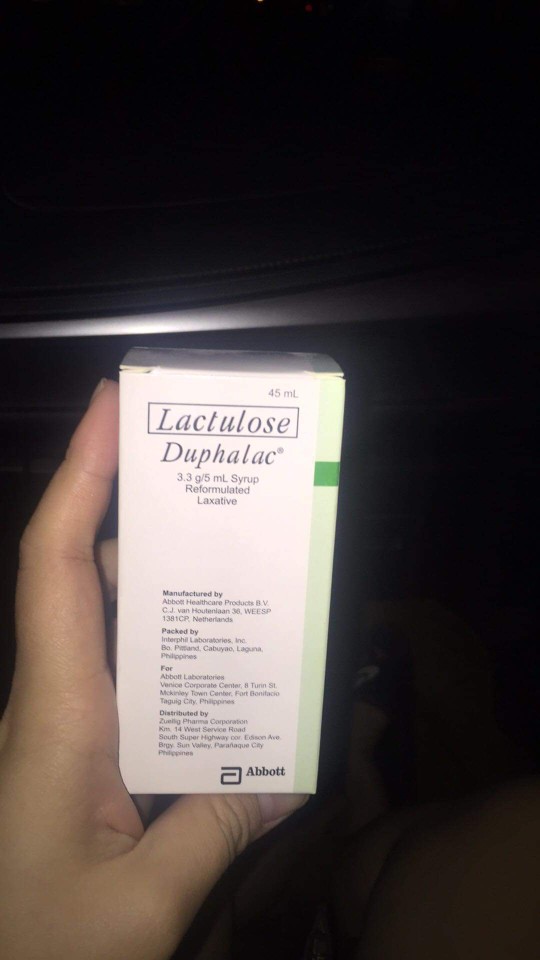 45 mL
Lactulose
Duphalac®
3.3 g/5 mL Syrup
Reformulated
Laxative
Manufactured by
Abbott Healthcare Products B.V.
C.J. van Houtenlaan 36, WEESP
1381CP, Netherlands
Packed by
Interphil Laboratories, Inc.
Bo. Pittland, Cabuyao, Laguna,
Philippines
For
Abbott Laboratories
Venice Corporate Center, 8 Turin St.
Mckinley Town Center, Fort Bonifacio
Taguig City, Philippines
Distributed by
Zuellig Pharma Corporation
Km. 14 West Service Road
South Super Highway cor. Edison Ave.
Brgy. Sun Valley, Parañaque City
Philippines
Abbott